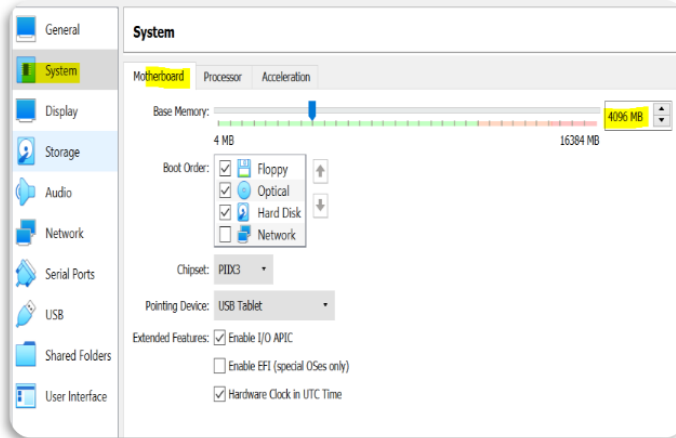 General
System
Display
Storage
Audio
Network
Serial Ports
USB
Shared Folders
User Interface
System
Motherboard Processor Acceleration
Base Memory: 4096 MB
4 MB 16384 MB
Boot Order: Floppy
Optical
Hard Disk
Network
Chipset: PIIX3
Pointing Device: USB Tablet
Extended Features: Enable I/O APIC
Enable EFI (special OSes only)
Hardware Clock in UTC Time